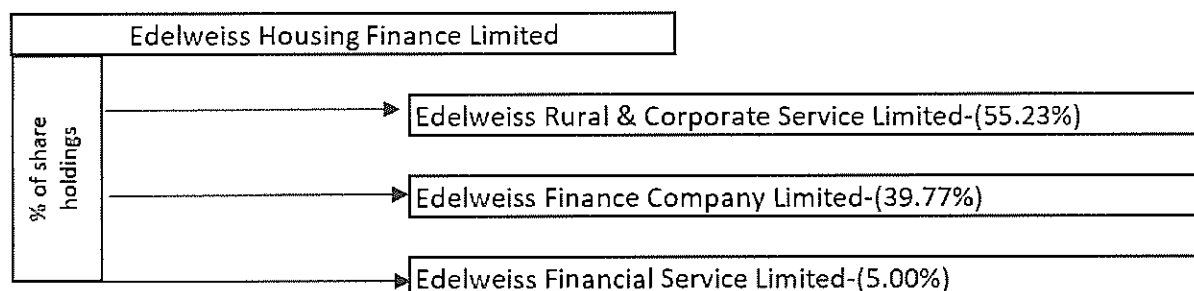 Edelweiss Housing Finance Limited
% of share
holdings
Edelweiss Rural & Corporate Service Limited-(55.23%)
Edelweiss Finance Company Limited-(39.77%)
Edelweiss Financial Service Limited-(5.00%)